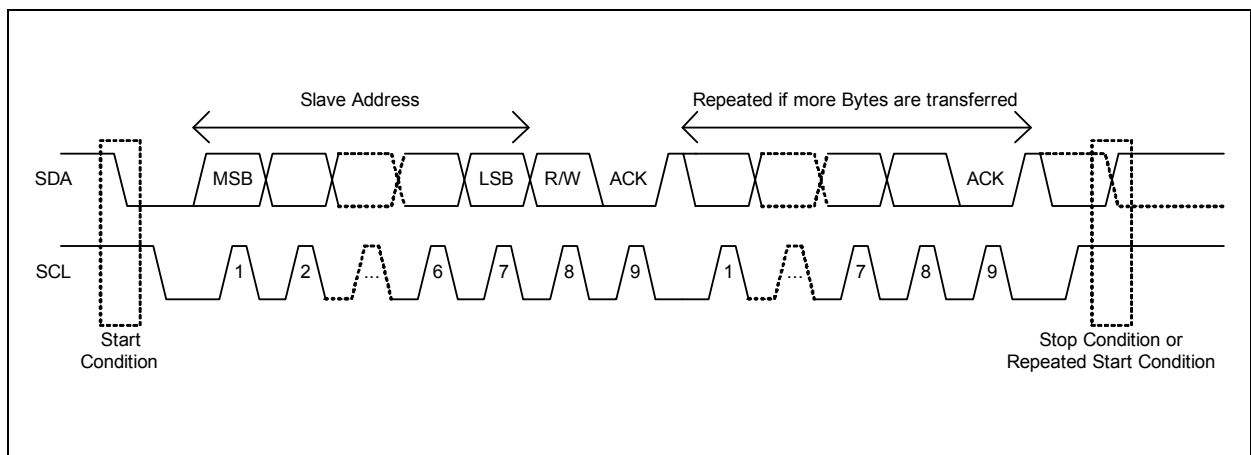 Slave Address
Repeated if more Bytes are transferred
SDA
MSB
LSB
R/W
ACK
ACK
SCL
1
2
...
6
7
8
9
1
...
7
8
9
Start
Condition
Stop Condition or
Repeated Start Condition